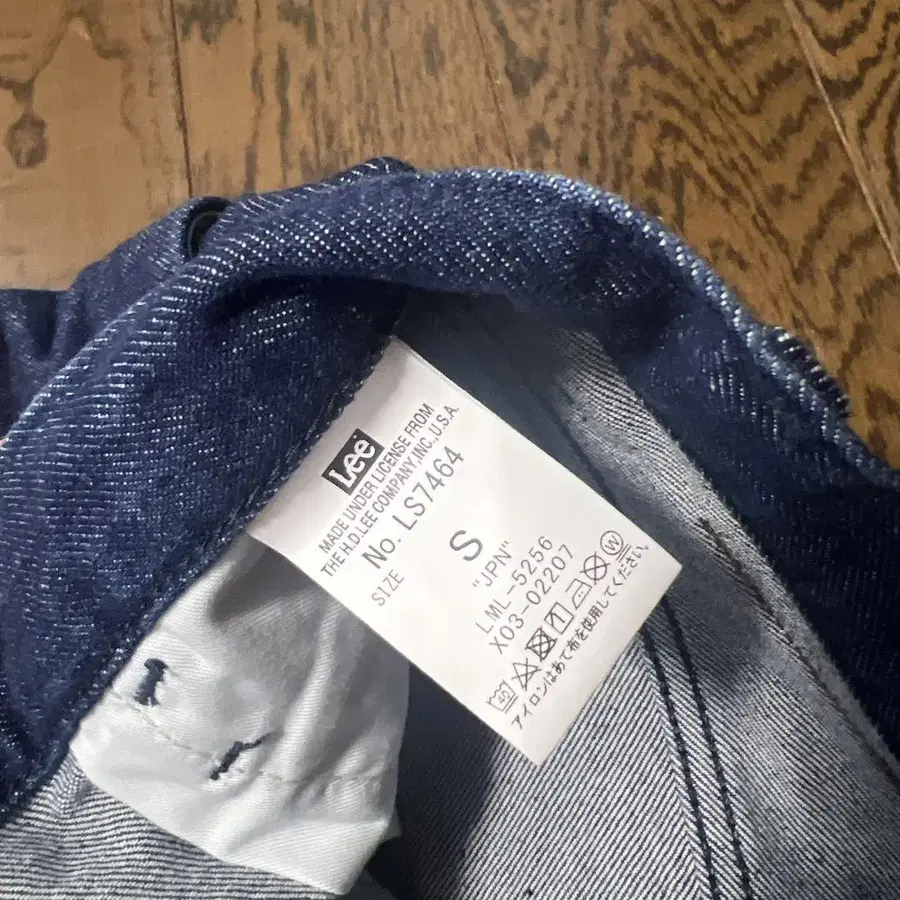 Lee
MADE UNDER LICENSE FROM
THE H.D.LEE COMPANY, INC., U.S.A.
No. LS7464
SIZE S
"JPN"
LML-5256
X03-02207
40 W
アイロンはあて布を使用してください。